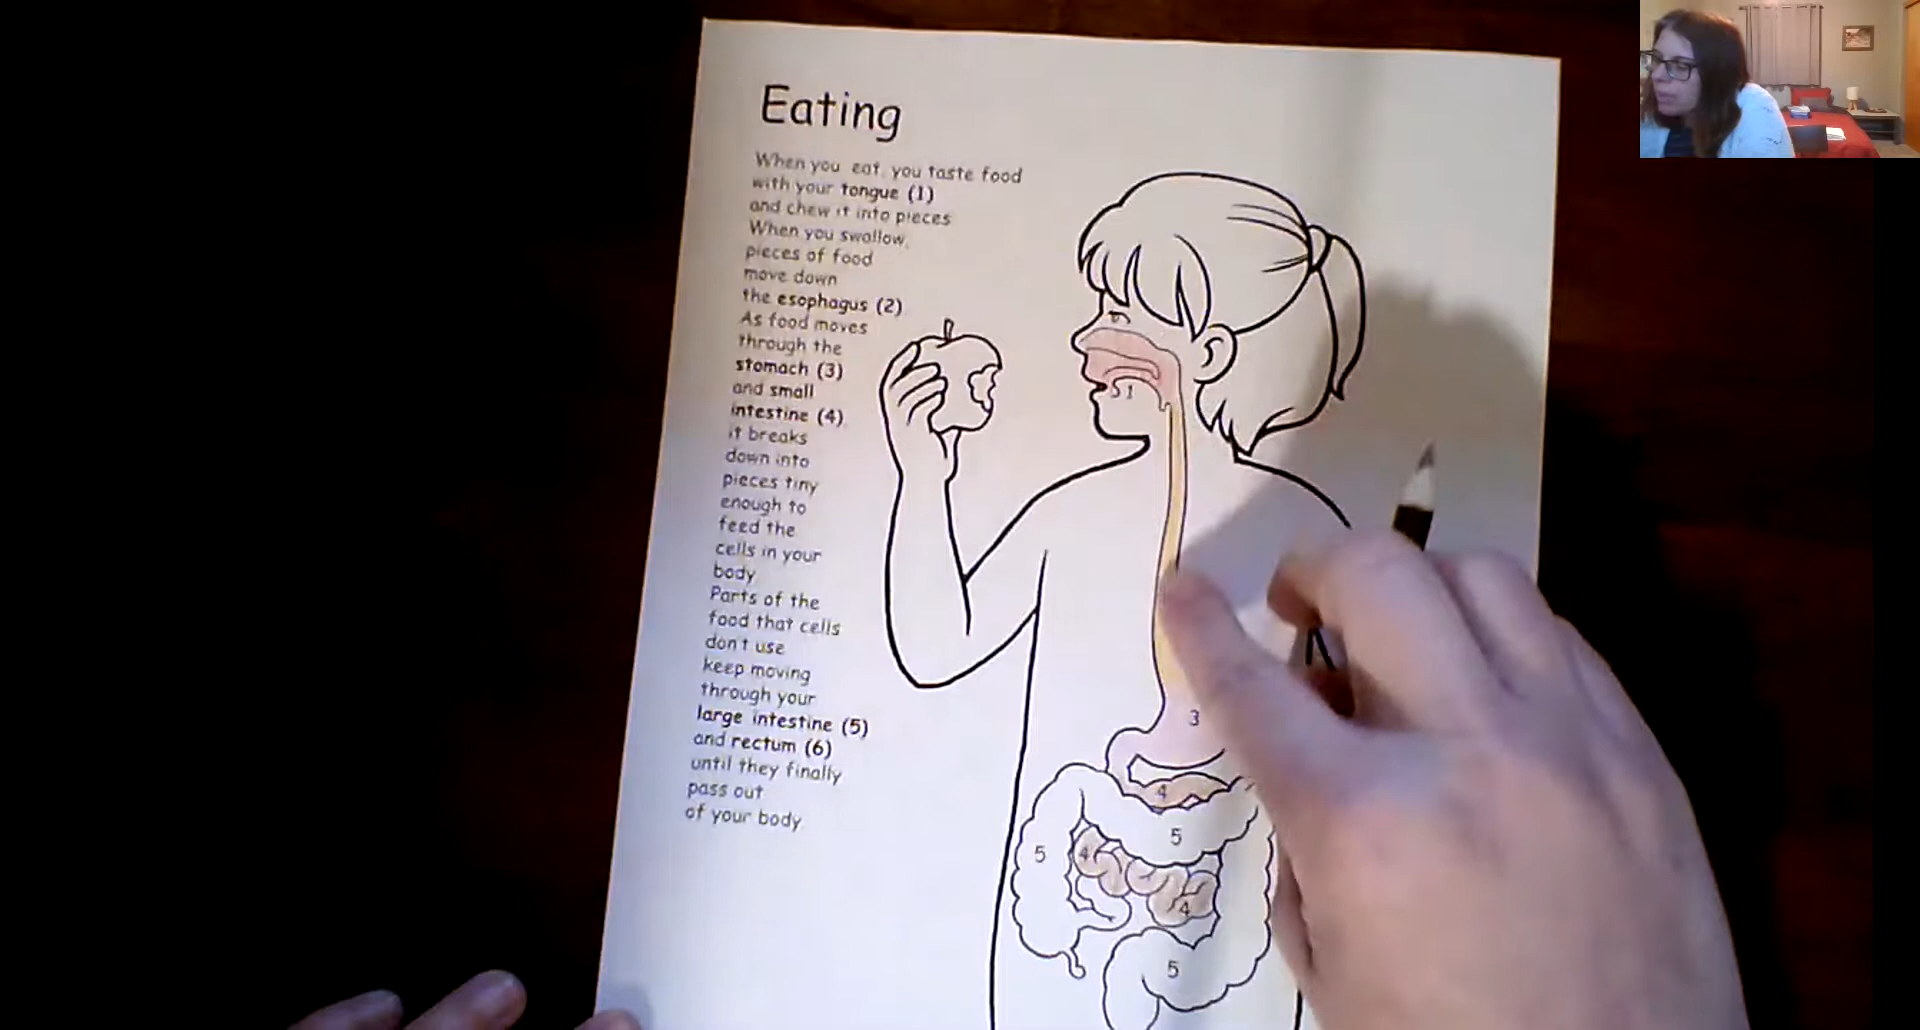 Eating
When you eat, you taste food
with your tongue (1)
and chew it into pieces
When you swallow,
pieces of food
move down
the esophagus (2)
As food moves
through the
stomach (3)
and small
intestine (4)
it breaks
down into
pieces tiny
enough to
feed the
cells in your
body
Parts of the
food that cells
don't use
keep moving
through your
large intestine (5)
and rectum (6)
until they finally
pass out
of your body
1
3
4
5
5
4
4
5